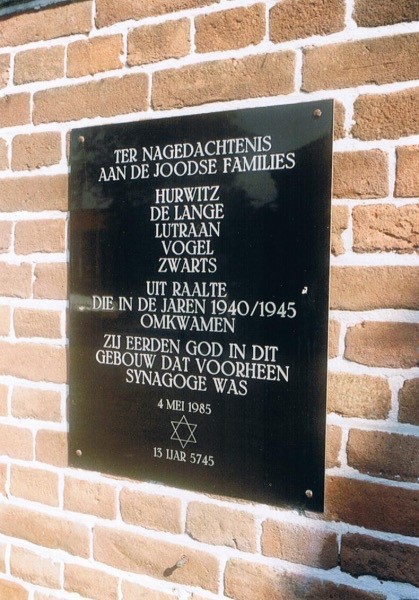 TER NAGEDACHTENIS
AAN DE JOODSE FAMILIES
HURWITZ
DE LANGE
LUTRAAN
VOGEL
ZWARTS
UIT RAALTE
DIE IN DE JAREN 1940/1945
OMKWAMEN
ZIJ EERDEN GOD IN DIT
GEBOUW DAT VOORHEEN
SYNAGOGE WAS
4 MEI 1985
13 IJAR 5745